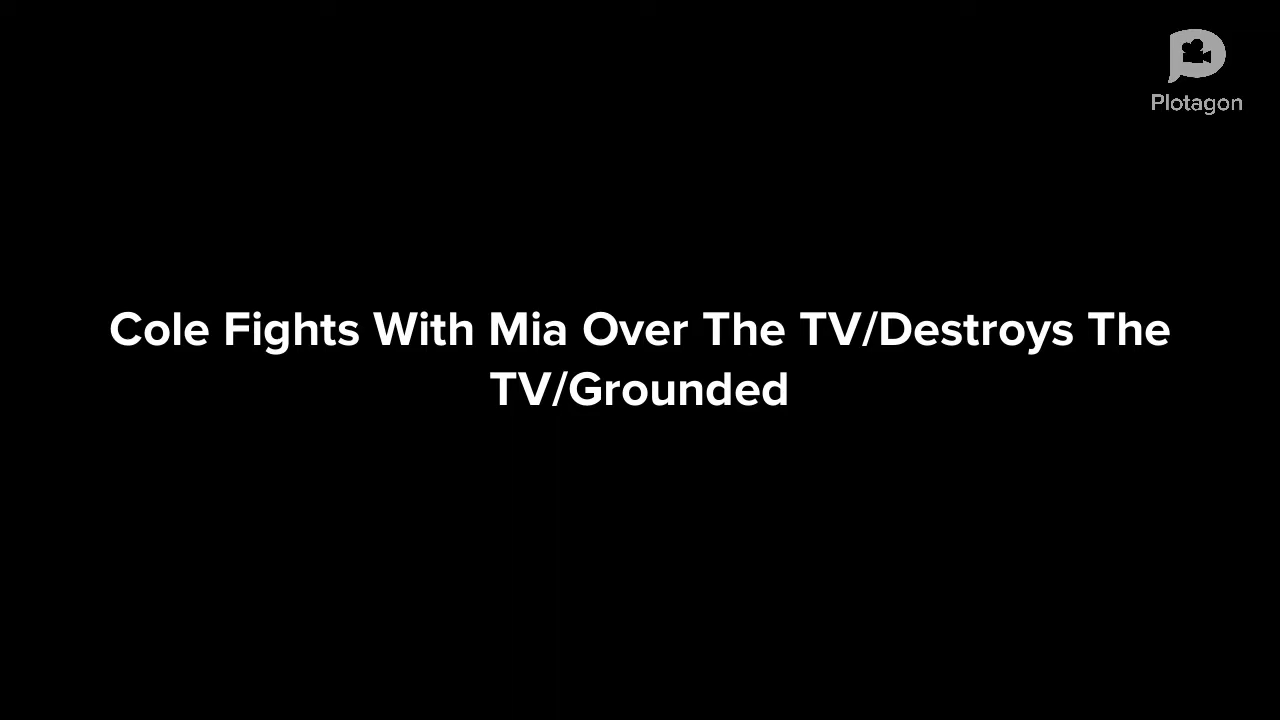 Plotagon
Cole Fights With Mia Over The TV/Destroys The
TV/Grounded